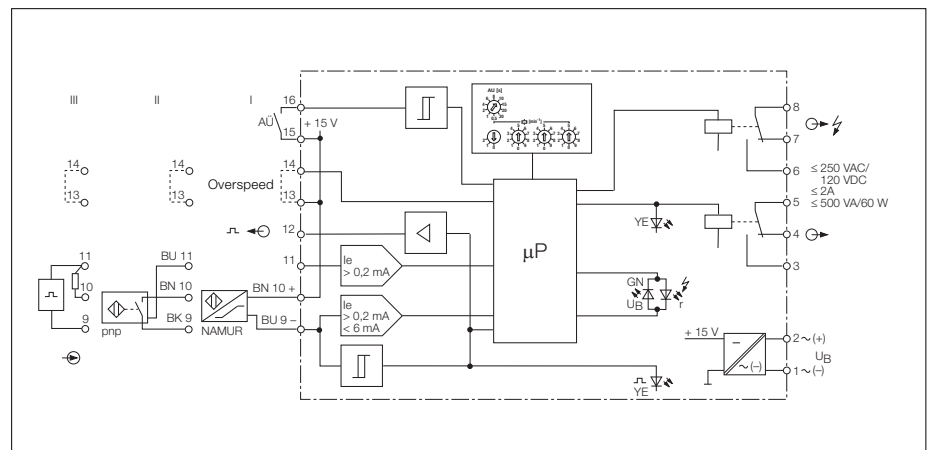 III II I
AÜ
16
15
+ 15 V
14 14 14
13 13 Overspeed 13
12
11
Ie
> 0,2 mA
BN 10 +
BU 9 –
Ie
> 0,2 mA
< 6 mA
11
10
9
BU 11
BN 10
BK 9
pnp
NAMUR
AU [s]
[min⁻¹]
µP
YE
GN
UB
r
YE
8
7
6
5
4
3
≤ 250 VAC/
120 VDC
≤ 2A
≤ 500 VA/60 W
+ 15 V
–
~ (–)
2 ~ (+)
UB
1 ~ (–)